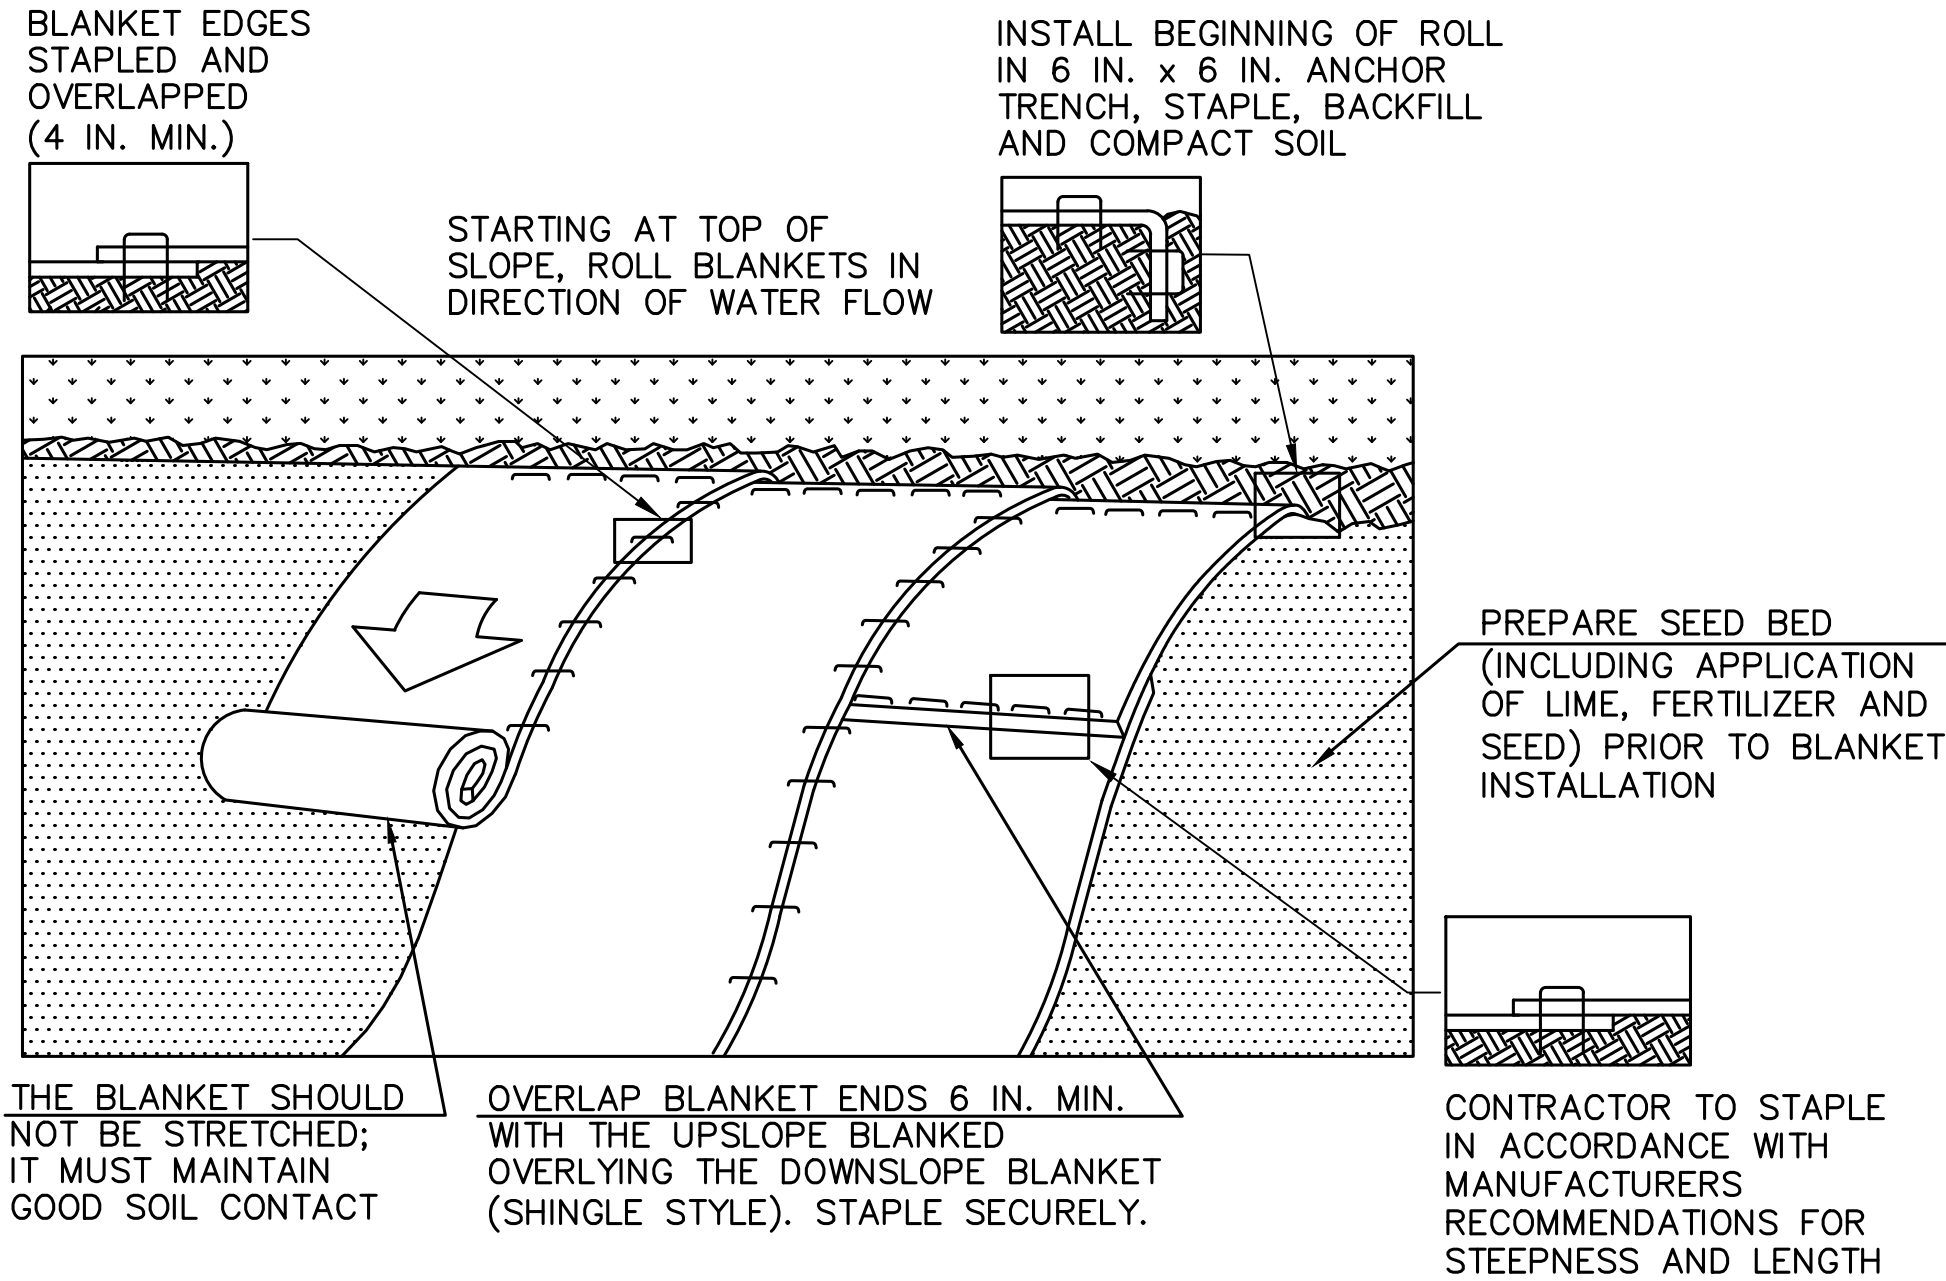 BLANKET EDGES
STAPLED AND
OVERLAPPED
(4 IN. MIN.)
INSTALL BEGINNING OF ROLL
IN 6 IN. x 6 IN. ANCHOR
TRENCH, STAPLE, BACKFILL
AND COMPACT SOIL
STARTING AT TOP OF
SLOPE, ROLL BLANKETS IN
DIRECTION OF WATER FLOW
PREPARE SEED BED
(INCLUDING APPLICATION
OF LIME, FERTILIZER AND
SEED) PRIOR TO BLANKET
INSTALLATION
THE BLANKET SHOULD
NOT BE STRETCHED;
IT MUST MAINTAIN
GOOD SOIL CONTACT
OVERLAP BLANKET ENDS 6 IN. MIN.
WITH THE UPSLOPE BLANKED
OVERLYING THE DOWNSLOPE BLANKET
(SHINGLE STYLE). STAPLE SECURELY.
CONTRACTOR TO STAPLE
IN ACCORDANCE WITH
MANUFACTURERS
RECOMMENDATIONS FOR
STEEPNESS AND LENGTH